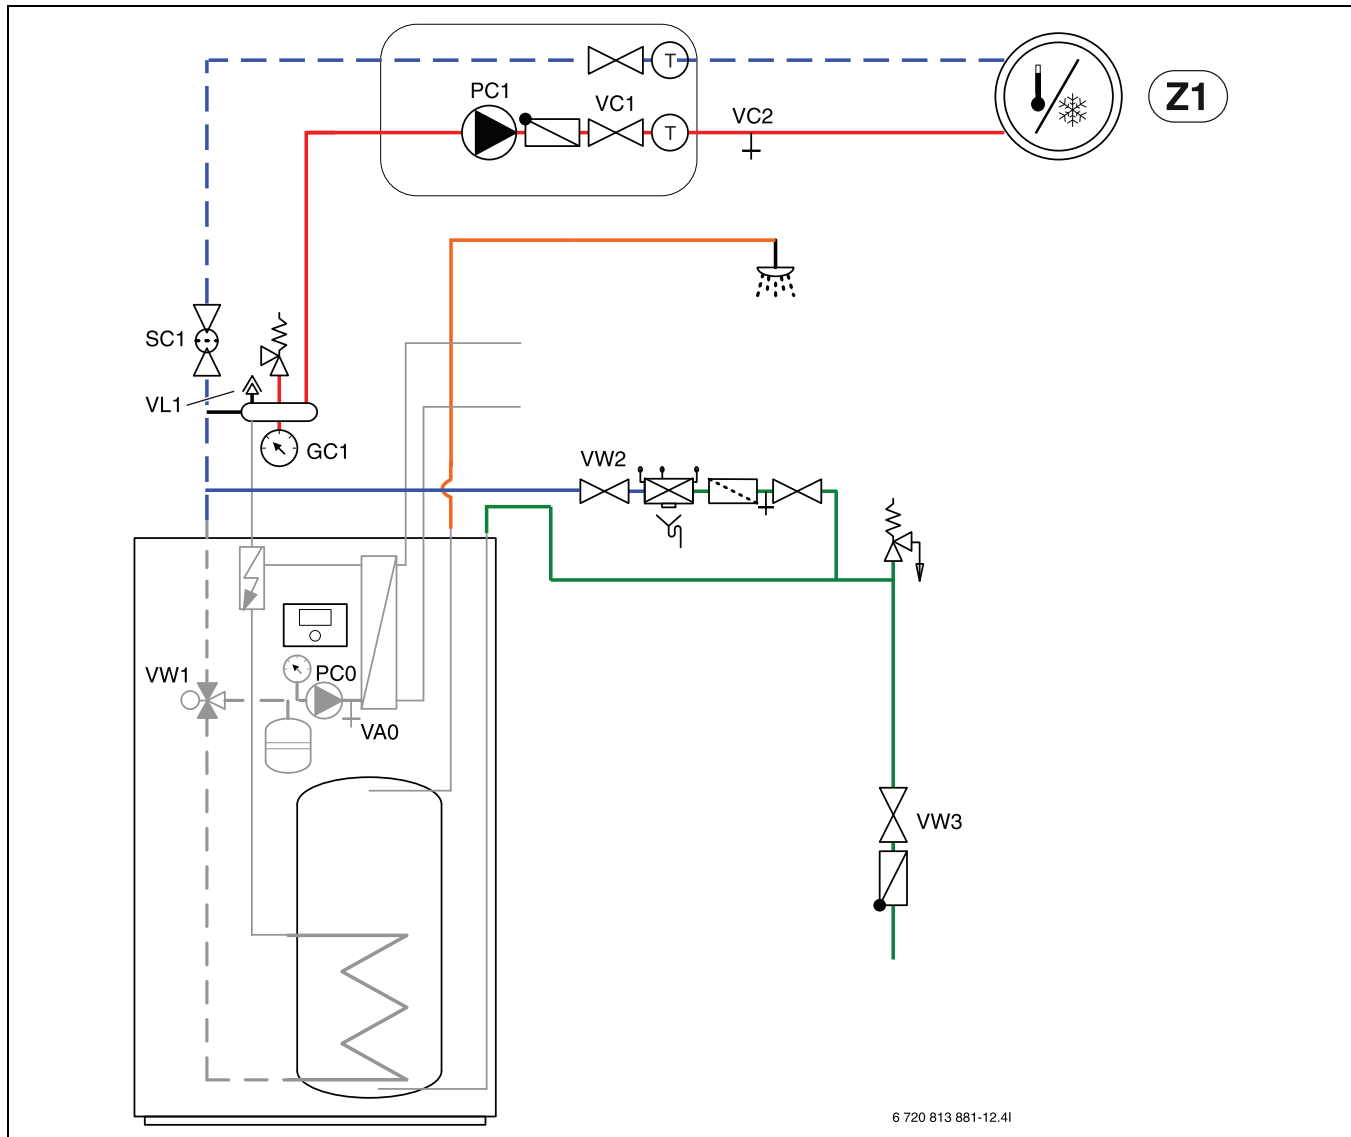 T
PC1
VC1
T
VC2
Z1
SC1
VL1
GC1
VW2
VW1
PC0
VA0
VW3
6 720 813 881-12.4I